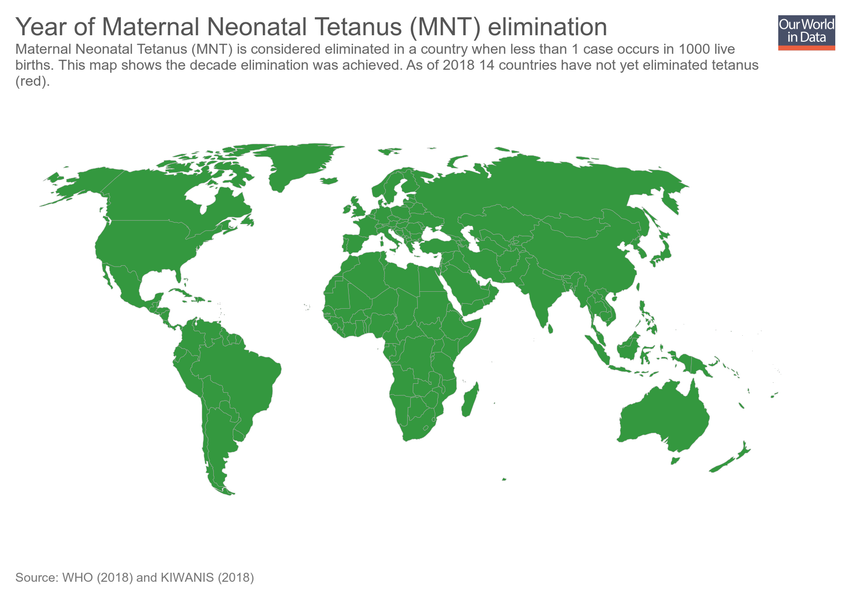 Year of Maternal Neonatal Tetanus (MNT) elimination
Our World
in Data
Maternal Neonatal Tetanus (MNT) is considered eliminated in a country when less than 1 case occurs in 1000 live
births. This map shows the decade elimination was achieved. As of 2018 14 countries have not yet eliminated tetanus
(red).
Source: WHO (2018) and KIWANIS (2018)